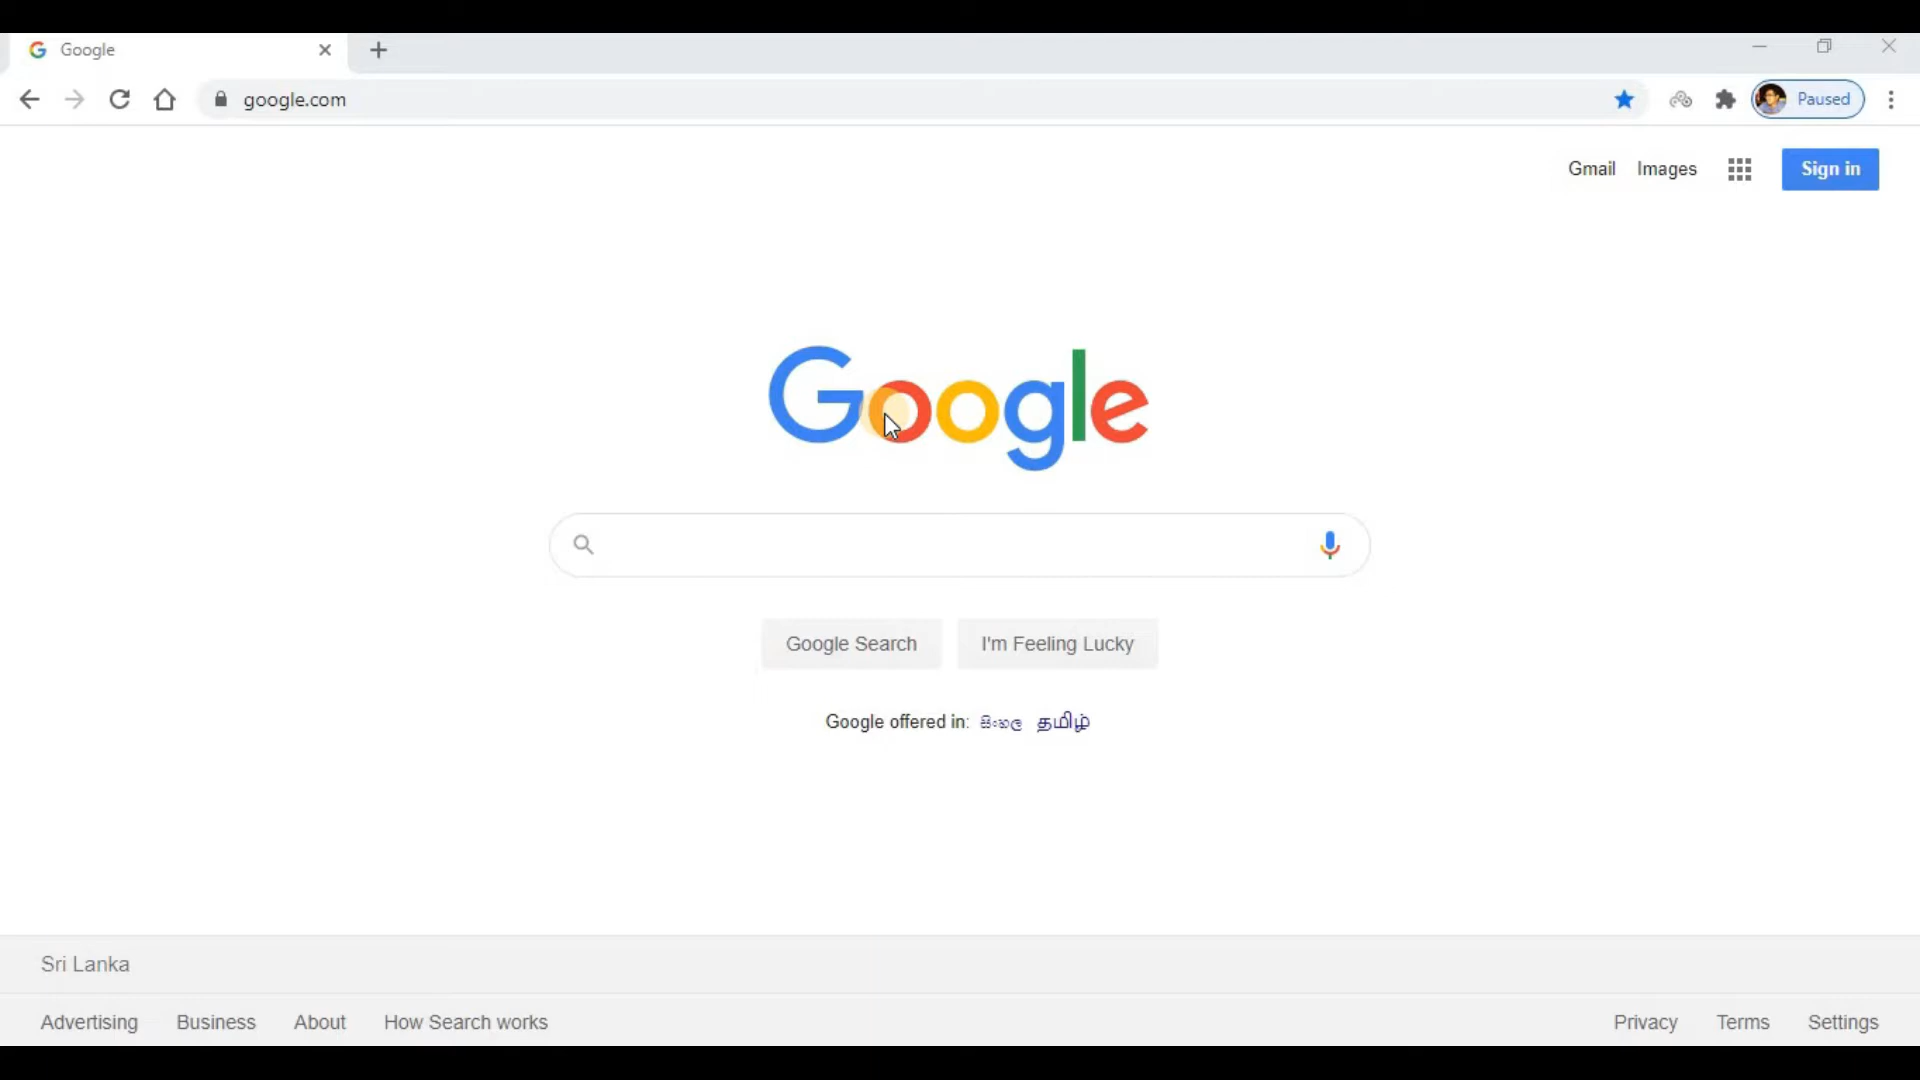 Google
google.com
Paused
Gmail Images Sign in
Google
Google Search I'm Feeling Lucky
Google offered in: සිංහල தமிழ்
Sri Lanka
Advertising Business About How Search works Privacy Terms Settings